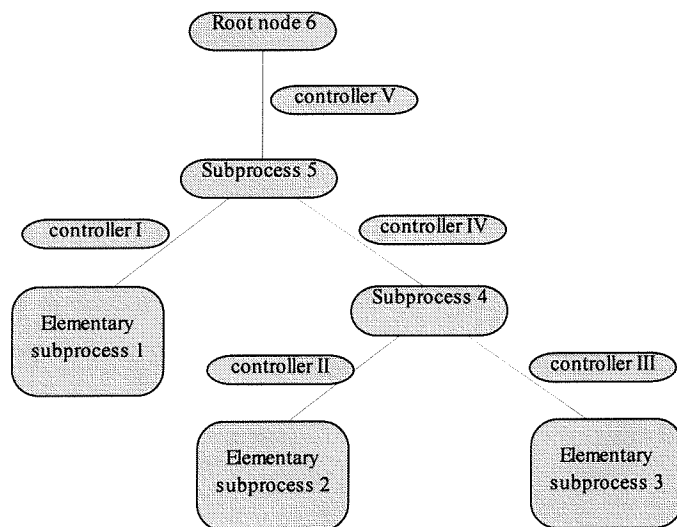 Root node 6
controller V
Subprocess 5
controller I
controller IV
Elementary
subprocess 1
Subprocess 4
controller II
controller III
Elementary
subprocess 2
Elementary
subprocess 3